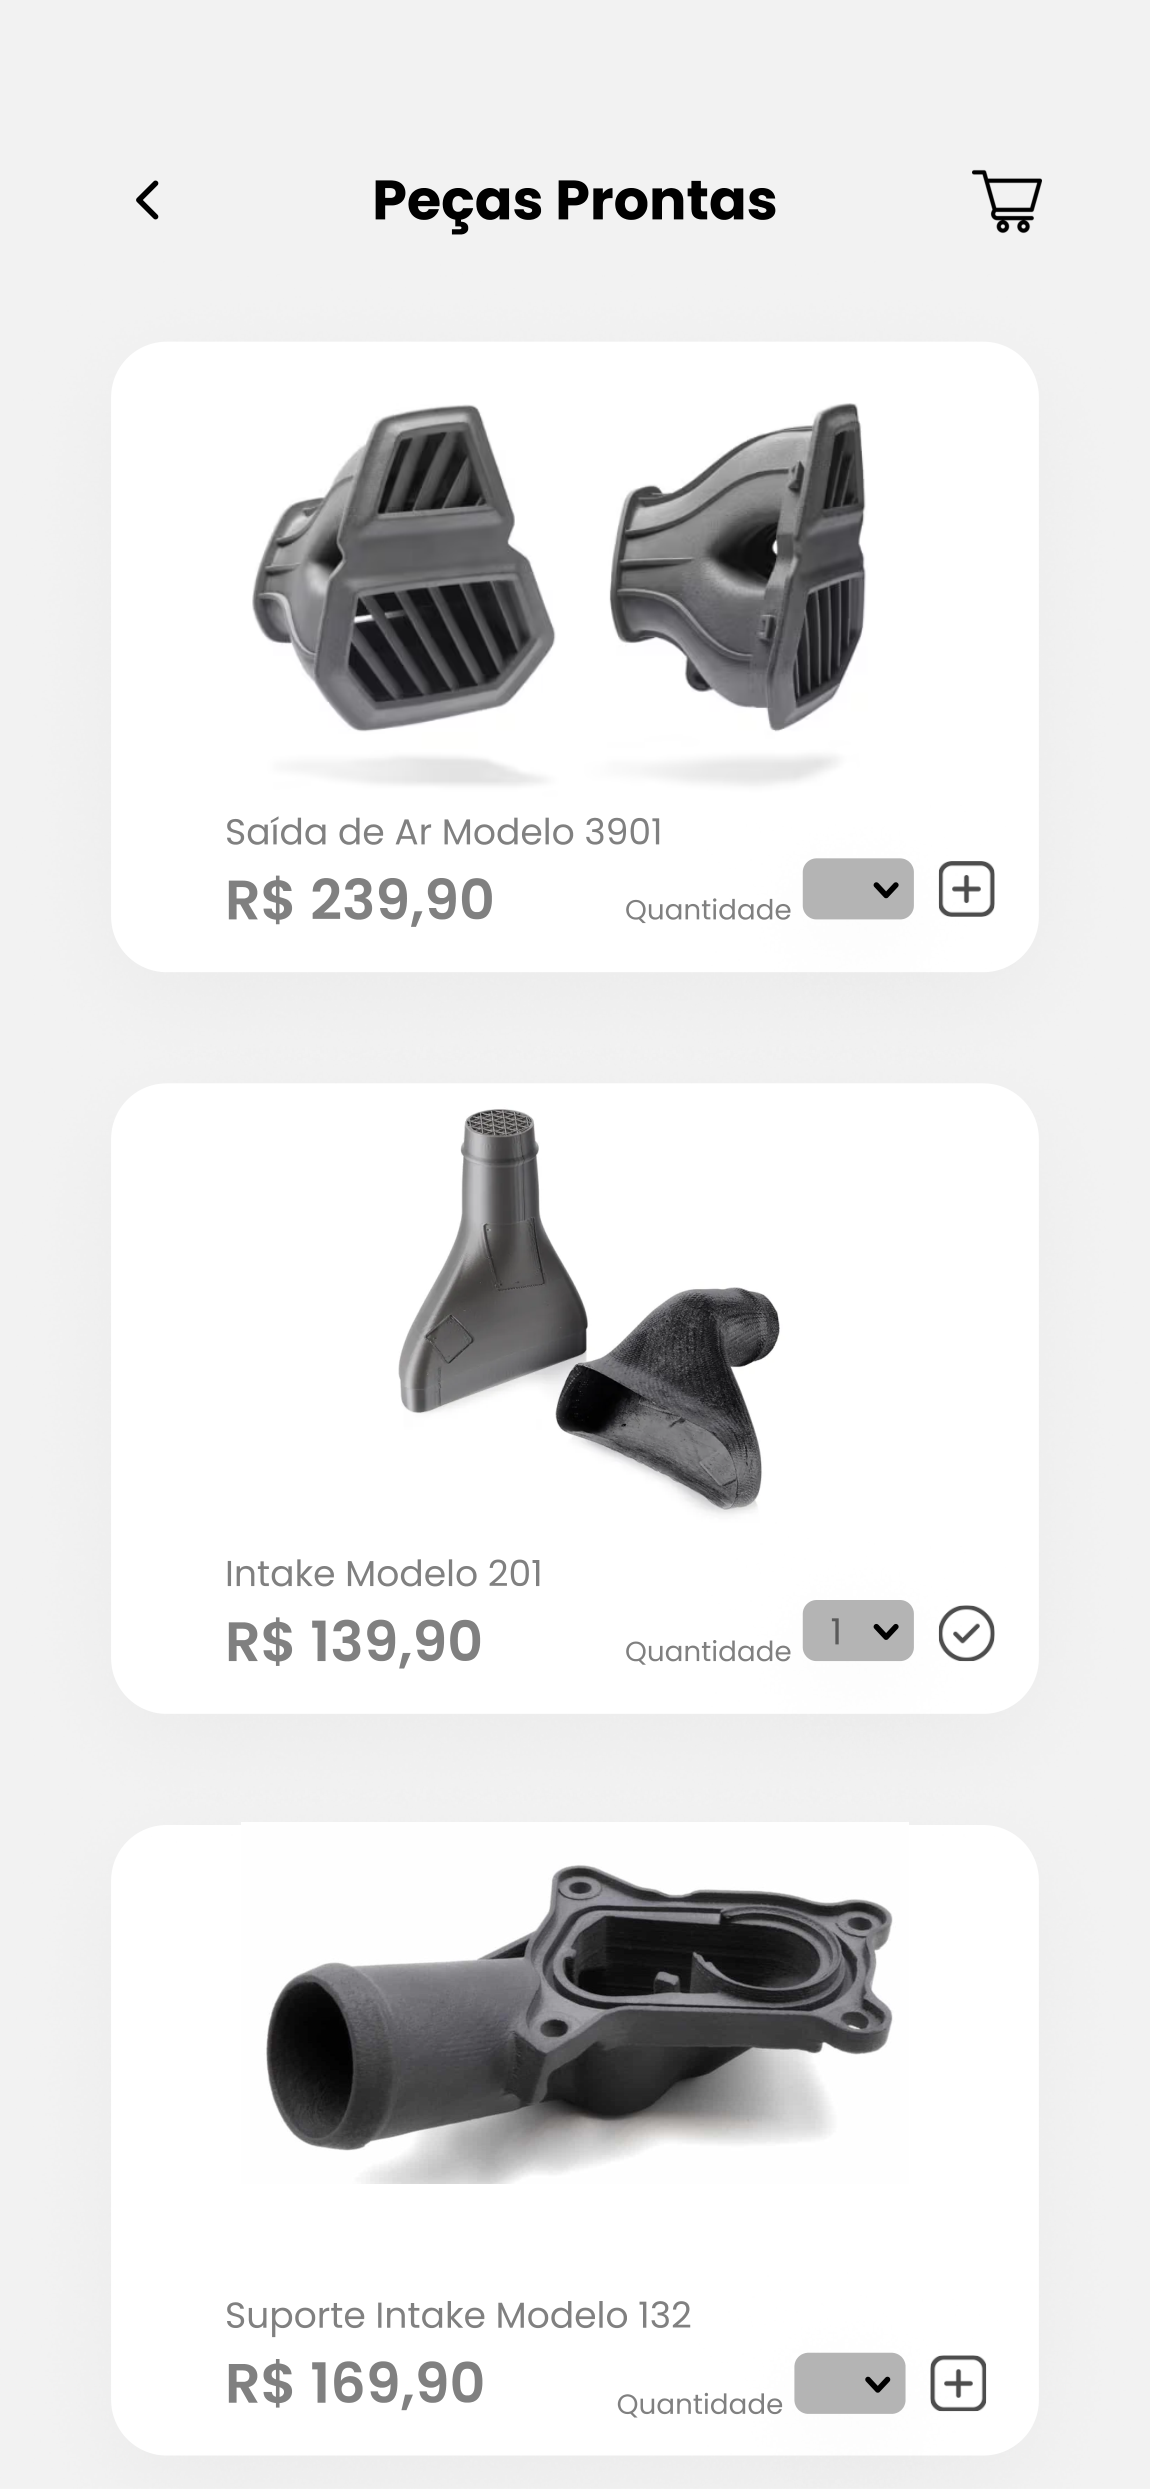 Peças Prontas
Saída de Ar Modelo 3901
R$ 239,90
Quantidade
Intake Modelo 201
R$ 139,90
Quantidade 1
Suporte Intake Modelo 132
R$ 169,90
Quantidade